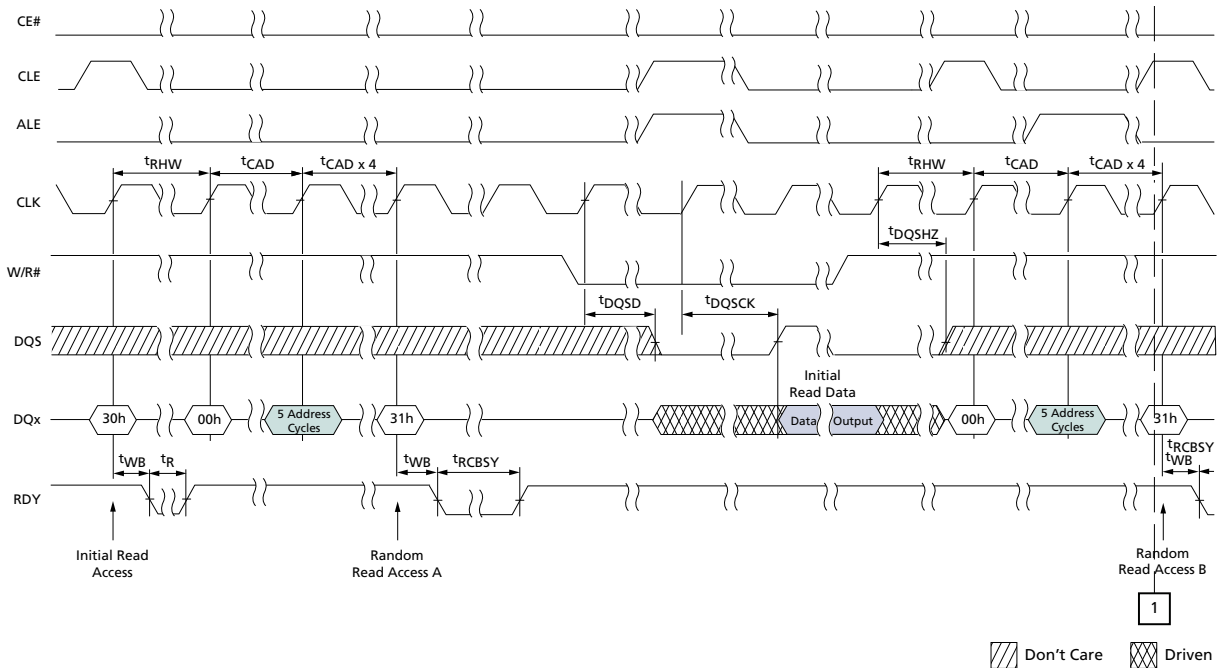 CE#
CLE
ALE
tRHW
tCAD
tCAD x 4
tRHW
tCAD
tCAD x 4
CLK
tDQSHZ
W/R#
tDQSD
tDQSCK
DQS
Initial
Read Data
DQx
30h
00h
5 Address
Cycles
31h
Data
Output
00h
5 Address
Cycles
31h
tWB
tR
tWB
tRCBSY
tRCBSY
tWB
RDY
Initial Read
Access
Random
Read Access A
Random
Read Access B
1
Don't Care
Driven